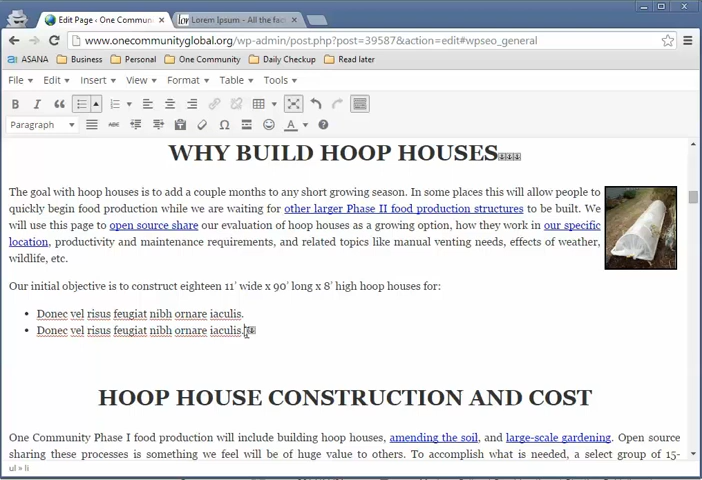 Edit Page ‹ One Commun
Lorem Ipsum - All the fac
www.onecommunityglobal.org/wp-admin/post.php?post=39587&action=edit#wpseo_general
ASANA Business Personal One Community Daily Checkup Read later
File Edit Insert View Format Table Tools
Paragraph
WHY BUILD HOOP HOUSES
The goal with hoop houses is to add a couple months to any short growing season. In some places this will allow people to
quickly begin food production while we are waiting for other larger Phase II food production structures to be built. We
will use this page to open source share our evaluation of hoop houses as a growing option, how they work in our specific
location, productivity and maintenance requirements, and related topics like manual venting needs, effects of weather,
wildlife, etc.
Our initial objective is to construct eighteen 11' wide x 90' long x 8' high hoop houses for:
• Donec vel risus feugiat nibh ornare iaculis.
• Donec vel risus feugiat nibh ornare iaculis.
HOOP HOUSE CONSTRUCTION AND COST
One Community Phase I food production will include building hoop houses, amending the soil, and large-scale gardening. Open source
sharing these processes is something we feel will be of huge value to others. To accomplish what is needed, a select group of 15-
ul » li